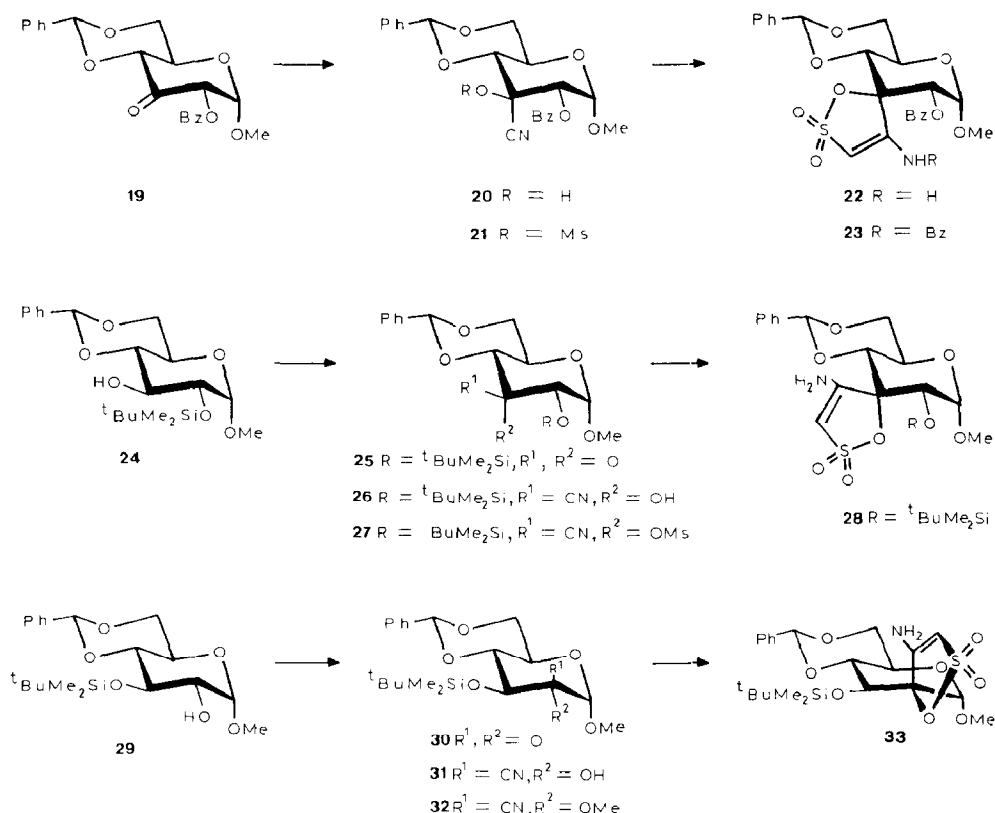 Ph O O O O BzO OMe
19
Ph O O O RO CN BzO OMe
20 R = H
21 R = Ms
Ph O O O O S O O BzO OMe NHR
22 R = H
23 R = Bz
Ph O O O HO tBuMe2SiO OMe
24
Ph O O O R1 R2 RO OMe
25 R = tBuMe2Si, R1, R2 = O
26 R = tBuMe2Si, R1 = CN, R2 = OH
27 R = BuMe2Si, R1 = CN, R2 = OMs
Ph O O O H2N S O O O RO OMe
28 R = tBuMe2Si
Ph O O O tBuMe2SiO HO OMe
29
Ph O O O tBuMe2SiO R1 R2 OMe
30 R1, R2 = O
31 R1 = CN, R2 = OH
32 R1 = CN, R2 = OMe
Ph O O O NH2 S O O O tBuMe2SiO OMe
33